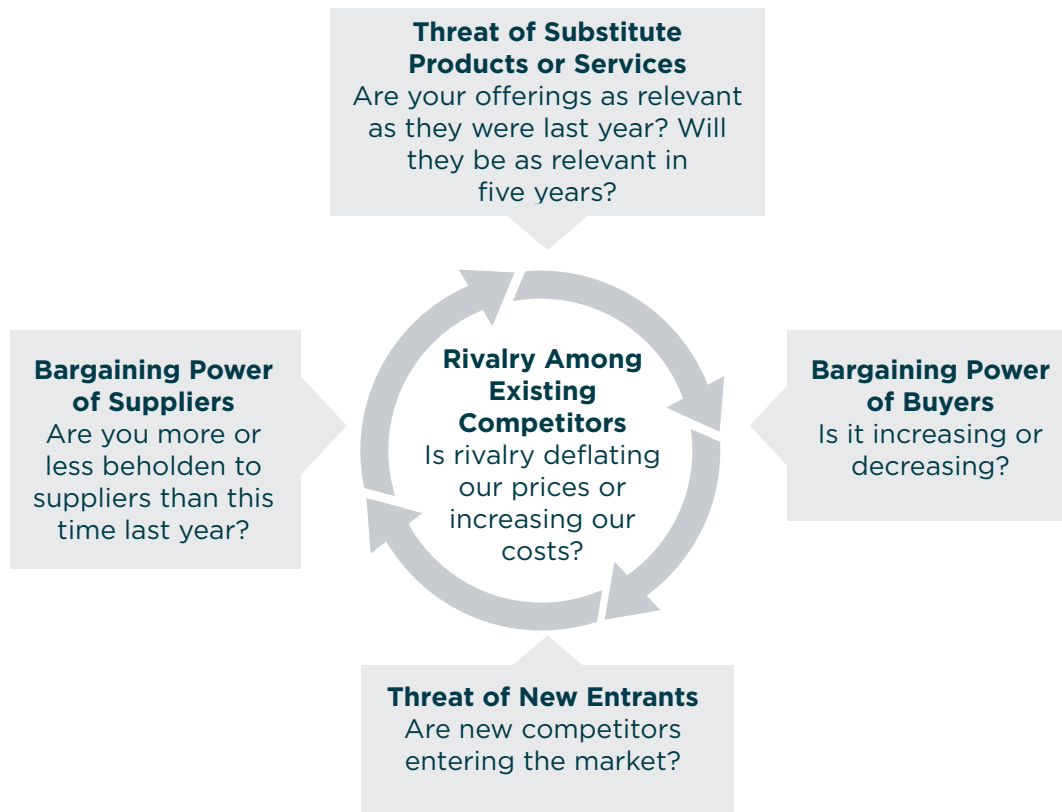 Threat of Substitute
Products or Services
Are your offerings as relevant
as they were last year? Will
they be as relevant in
five years?
Bargaining Power
of Suppliers
Are you more or
less beholden to
suppliers than this
time last year?
Rivalry Among
Existing
Competitors
Is rivalry deflating
our prices or
increasing our
costs?
Bargaining Power
of Buyers
Is it increasing or
decreasing?
Threat of New Entrants
Are new competitors
entering the market?